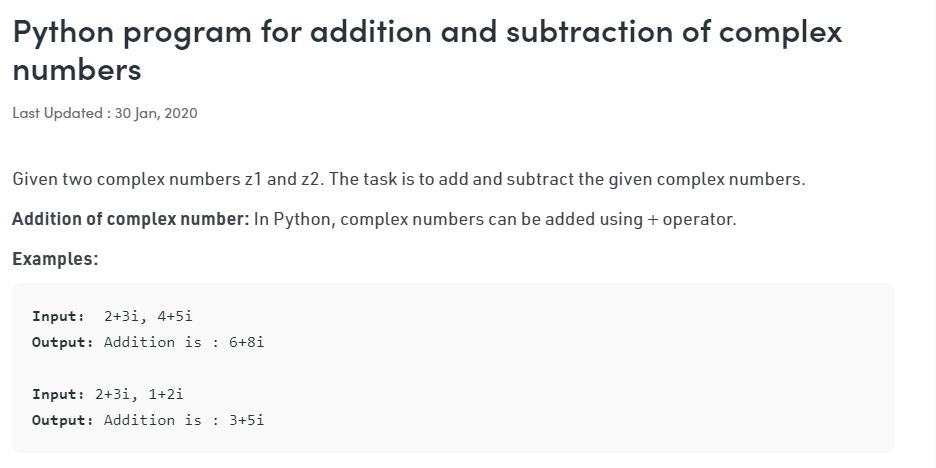 Python program for addition and subtraction of complex
numbers
Last Updated : 30 Jan, 2020
Given two complex numbers z1 and z2. The task is to add and subtract the given complex numbers.
Addition of complex number: In Python, complex numbers can be added using + operator.
Examples:
Input:  2+3i, 4+5i
Output: Addition is : 6+8i
Input: 2+3i, 1+2i
Output: Addition is : 3+5i